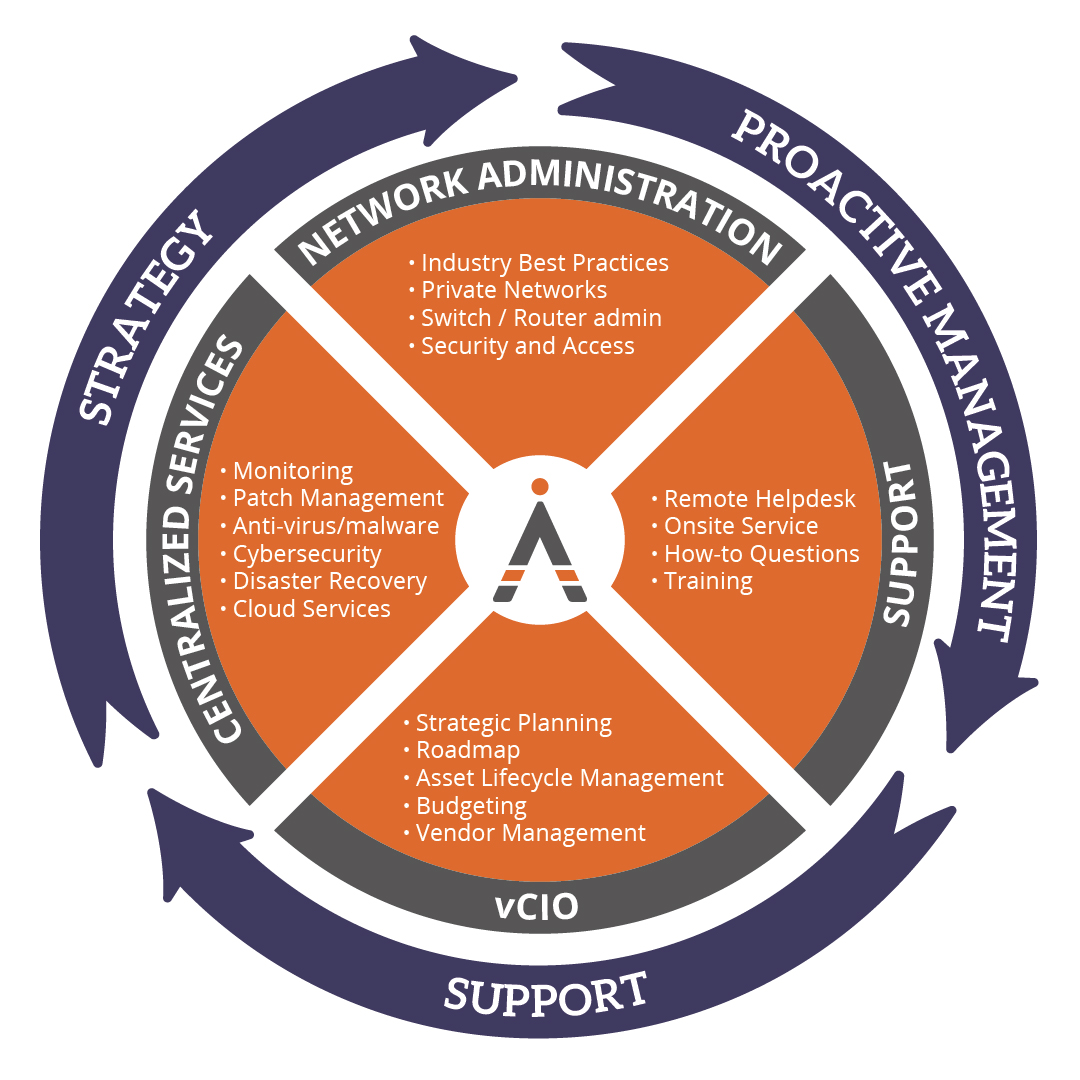 STRATEGY
PROACTIVE MANAGEMENT
NETWORK ADMINISTRATION
• Industry Best Practices
• Private Networks
• Switch / Router admin
• Security and Access
CENTRALIZED SERVICES
• Monitoring
• Patch Management
• Anti-virus/malware
• Cybersecurity
• Disaster Recovery
• Cloud Services
• Remote Helpdesk
• Onsite Service
• How-to Questions
• Training
SUPPORT
• Strategic Planning
• Roadmap
• Asset Lifecycle Management
• Budgeting
• Vendor Management
vCIO
SUPPORT